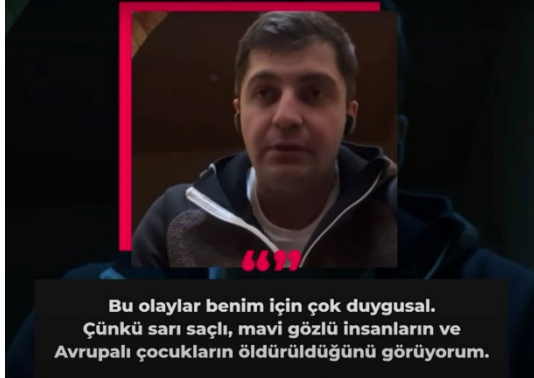 Bu olaylar benim için çok duygusal.
Çünkü sarı saçlı, mavi gözlü insanların ve
Avrupalı çocukların öldürüldüğünü görüyorum.